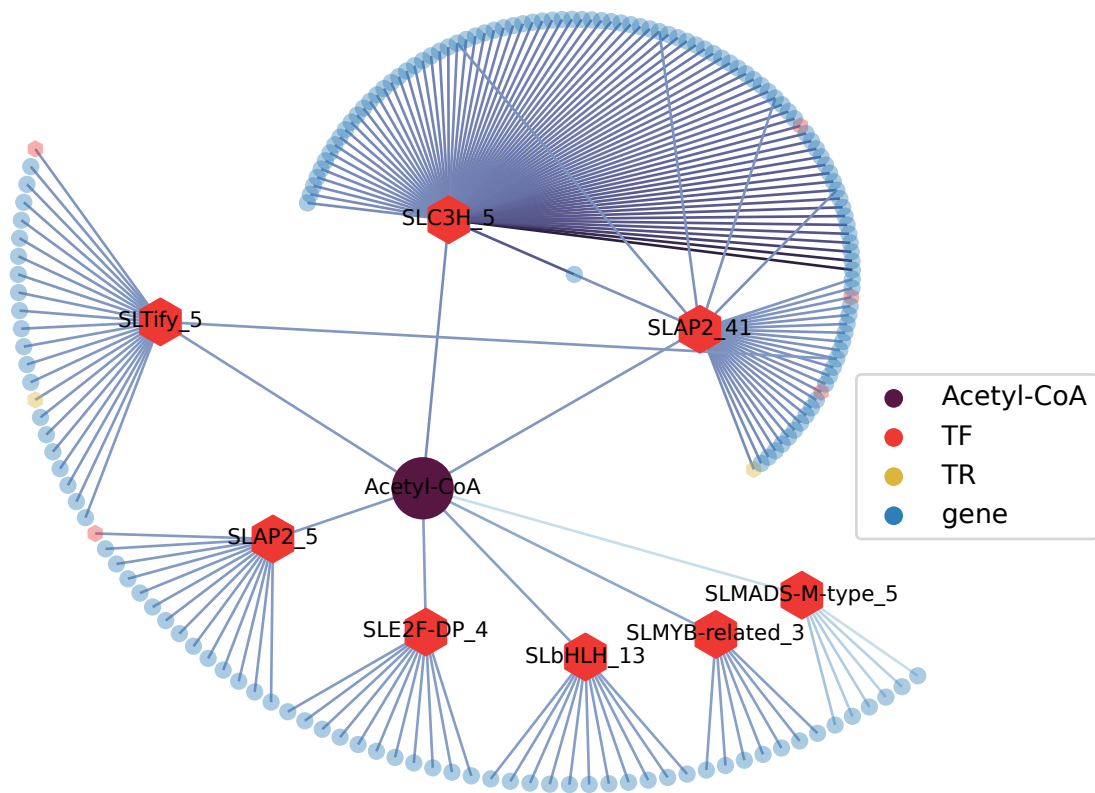 SLC3H_5
SLTify_5
SLAP2_41
Acetyl-CoA
TF
TR
gene
Acetyl-CoA
SLAP2_5
SLMADS-M-type_5
SLE2F-DP_4
SLMYB-related_3
SLbHLH_13